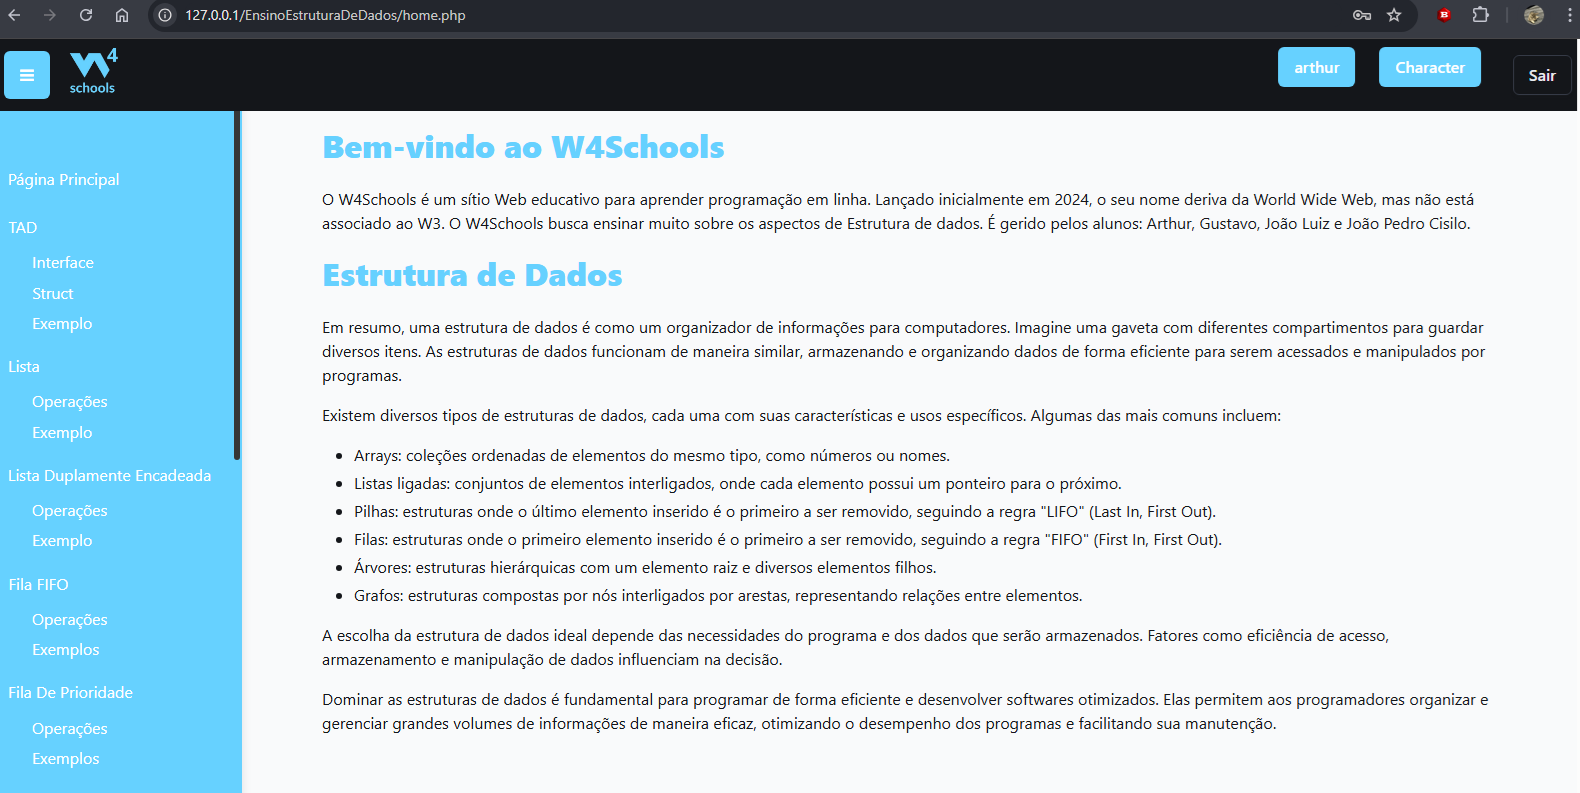 127.0.0.1/EnsinoEstruturaDeDados/home.php
4
schools
arthur
Character
Sair
Página Principal
TAD
Interface
Struct
Exemplo
Lista
Operações
Exemplo
Lista Duplamente Encadeada
Operações
Exemplo
Fila FIFO
Operações
Exemplos
Fila De Prioridade
Operações
Exemplos
Bem-vindo ao W4Schools
O W4Schools é um sítio Web educativo para aprender programação em linha. Lançado inicialmente em 2024, o seu nome deriva da World Wide Web, mas não está
associado ao W3. O W4Schools busca ensinar muito sobre os aspectos de Estrutura de dados. É gerido pelos alunos: Arthur, Gustavo, João Luiz e João Pedro Cisilo.
Estrutura de Dados
Em resumo, uma estrutura de dados é como um organizador de informações para computadores. Imagine uma gaveta com diferentes compartimentos para guardar
diversos itens. As estruturas de dados funcionam de maneira similar, armazenando e organizando dados de forma eficiente para serem acessados e manipulados por
programas.
Existem diversos tipos de estruturas de dados, cada uma com suas características e usos específicos. Algumas das mais comuns incluem:
• Arrays: coleções ordenadas de elementos do mesmo tipo, como números ou nomes.
• Listas ligadas: conjuntos de elementos interligados, onde cada elemento possui um ponteiro para o próximo.
• Pilhas: estruturas onde o último elemento inserido é o primeiro a ser removido, seguindo a regra "LIFO" (Last In, First Out).
• Filas: estruturas onde o primeiro elemento inserido é o primeiro a ser removido, seguindo a regra "FIFO" (First In, First Out).
• Árvores: estruturas hierárquicas com um elemento raiz e diversos elementos filhos.
• Grafos: estruturas compostas por nós interligados por arestas, representando relações entre elementos.
A escolha da estrutura de dados ideal depende das necessidades do programa e dos dados que serão armazenados. Fatores como eficiência de acesso,
armazenamento e manipulação de dados influenciam na decisão.
Dominar as estruturas de dados é fundamental para programar de forma eficiente e desenvolver softwares otimizados. Elas permitem aos programadores organizar e
gerenciar grandes volumes de informações de maneira eficaz, otimizando o desempenho dos programas e facilitando sua manutenção.